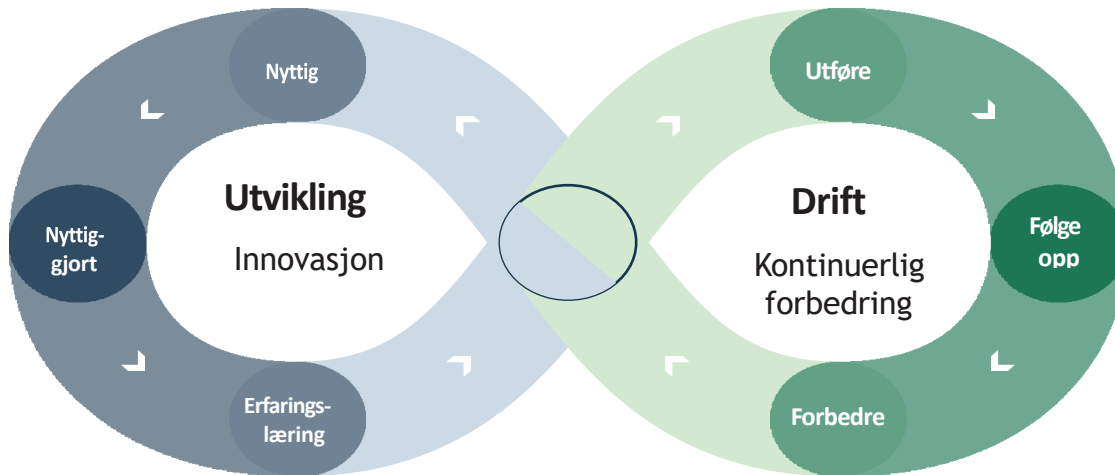 Nyttig
Utvikling
Innovasjon
Nyttig-
gjort
Erfarings-
læring
Utføre
Drift
Kontinuerlig
forbedring
Følge
opp
Forbedre